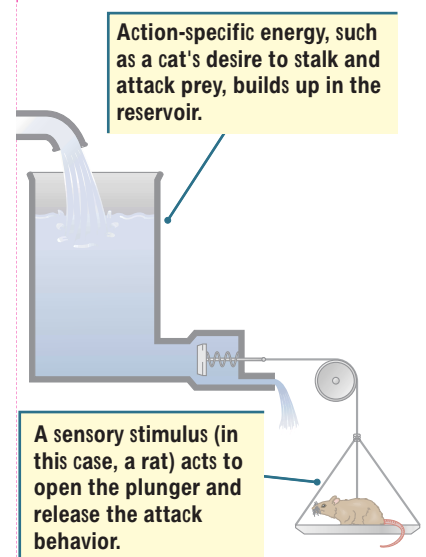 Action-specific energy, such
as a cat's desire to stalk and
attack prey, builds up in the
reservoir.
A sensory stimulus (in
this case, a rat) acts to
open the plunger and
release the attack
behavior.